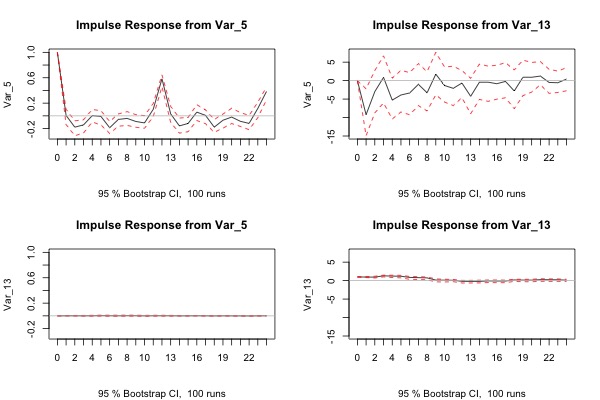 Impulse Response from Var_5
Var_5
1.0
0.6
0.2
-0.2
0 2 4 6 8 10 13 16 19 22
95 % Bootstrap CI, 100 runs
Impulse Response from Var_13
Var_5
5
0
-5
-15
0 2 4 6 8 10 13 16 19 22
95 % Bootstrap CI, 100 runs
Impulse Response from Var_5
Var_13
1.0
0.6
0.2
-0.2
0 2 4 6 8 10 13 16 19 22
95 % Bootstrap CI, 100 runs
Impulse Response from Var_13
Var_13
5
0
-5
-15
0 2 4 6 8 10 13 16 19 22
95 % Bootstrap CI, 100 runs